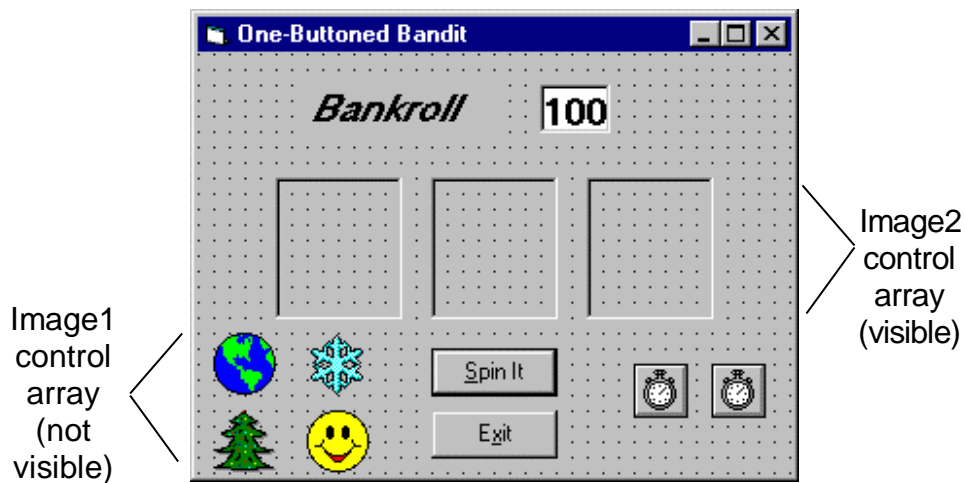 One-Buttoned Bandit
Bankroll 100
Image2
control
array
(visible)
Image1
control
array
(not
visible)
Spin It
Exit